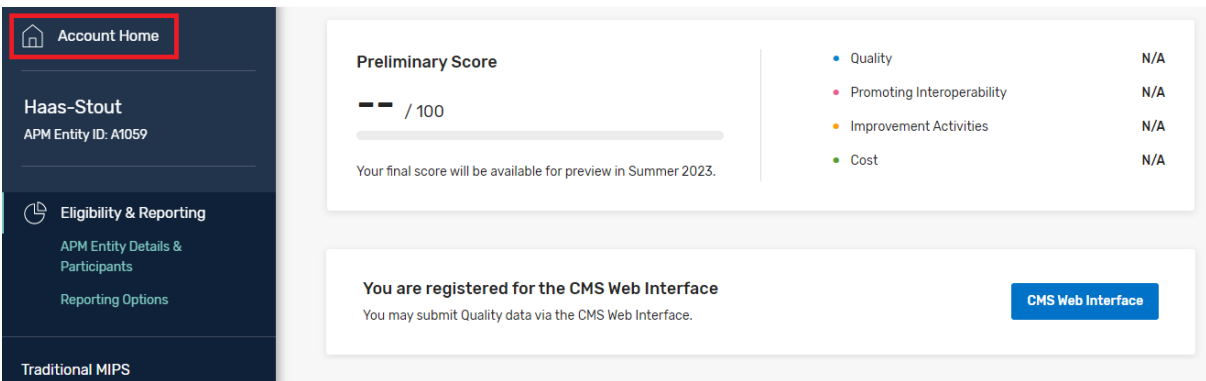 Account Home
Haas-Stout
APM Entity ID: A1059
Eligibility & Reporting
APM Entity Details &
Participants
Reporting Options
Traditional MIPS
Preliminary Score
-- / 100
Your final score will be available for preview in Summer 2023.
Quality N/A
Promoting Interoperability N/A
Improvement Activities N/A
Cost N/A
You are registered for the CMS Web Interface
You may submit Quality data via the CMS Web Interface.
CMS Web Interface